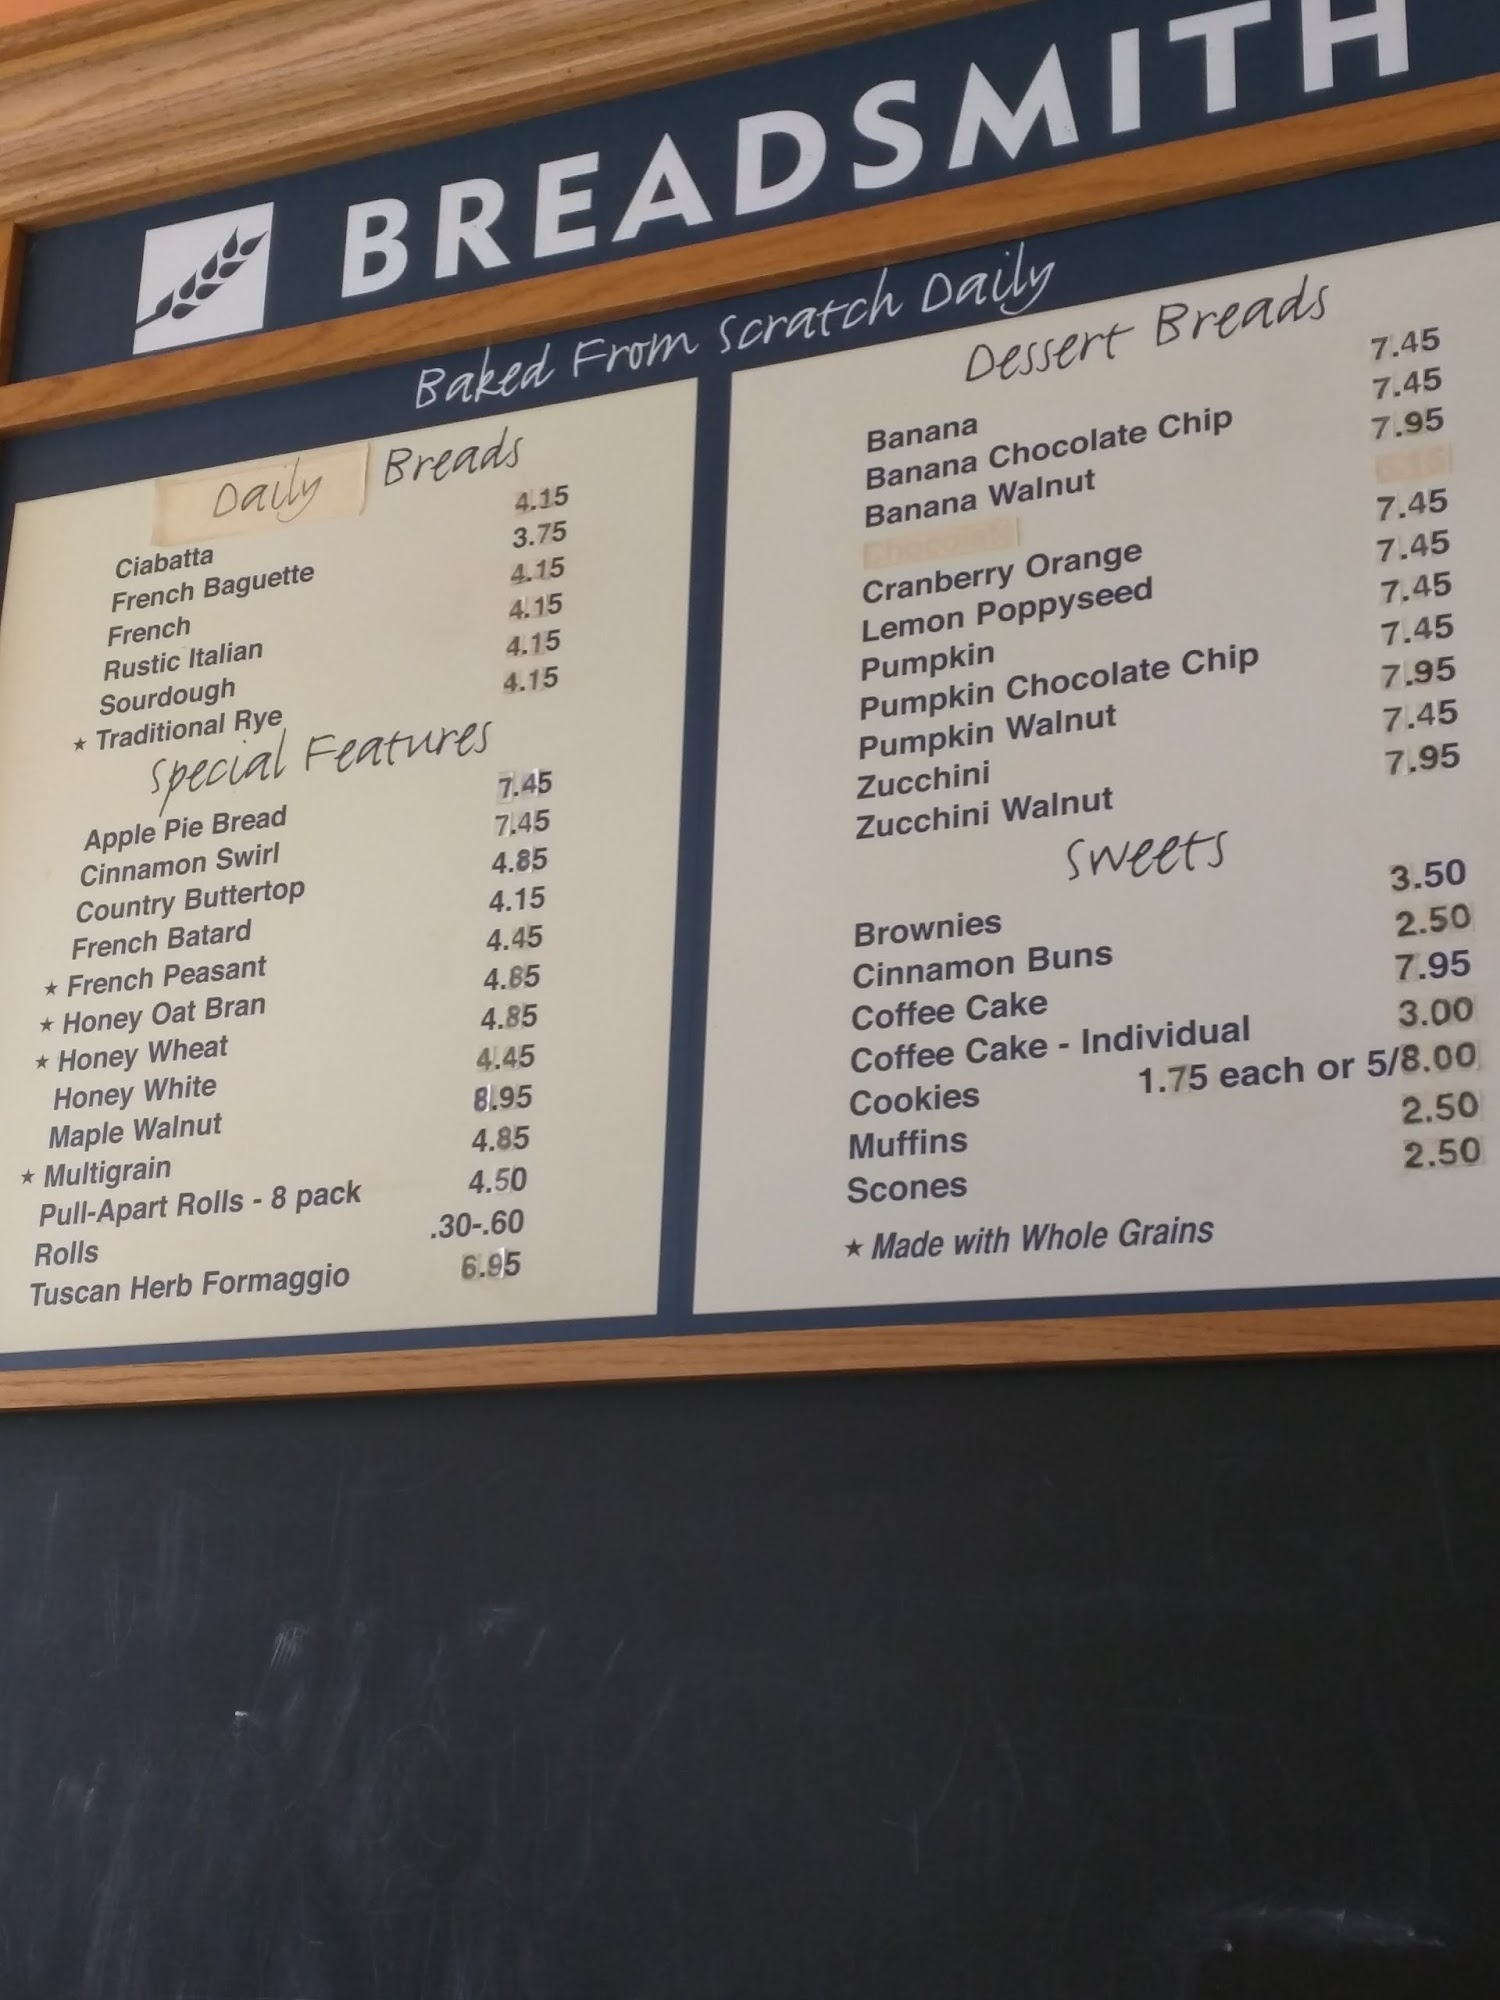 BREADSMITH
Baked From Scratch Daily
Daily Breads
Ciabatta 4.15
French Baguette 3.75
French 4.15
Rustic Italian 4.15
Sourdough 4.15
★ Traditional Rye 4.15
Special Features
Apple Pie Bread 7.45
Cinnamon Swirl 7.45
Country Buttertop 4.85
French Batard 4.15
★ French Peasant 4.45
★ Honey Oat Bran 4.85
★ Honey Wheat 4.85
Honey White 4.45
Maple Walnut 8.95
★ Multigrain 4.85
Pull-Apart Rolls - 8 pack 4.50
Rolls .30-.60
Tuscan Herb Formaggio 6.95
Dessert Breads
Banana 7.45
Banana Chocolate Chip 7.45
Banana Walnut 7.95
Chocolate
Cranberry Orange 7.45
Lemon Poppyseed 7.45
Pumpkin 7.45
Pumpkin Chocolate Chip 7.45
Pumpkin Walnut 7.95
Zucchini 7.45
Zucchini Walnut 7.95
Sweets
Brownies 3.50
Cinnamon Buns 2.50
Coffee Cake 7.95
Coffee Cake - Individual 3.00
Cookies 1.75 each or 5/8.00
Muffins 2.50
Scones 2.50
★ Made with Whole Grains